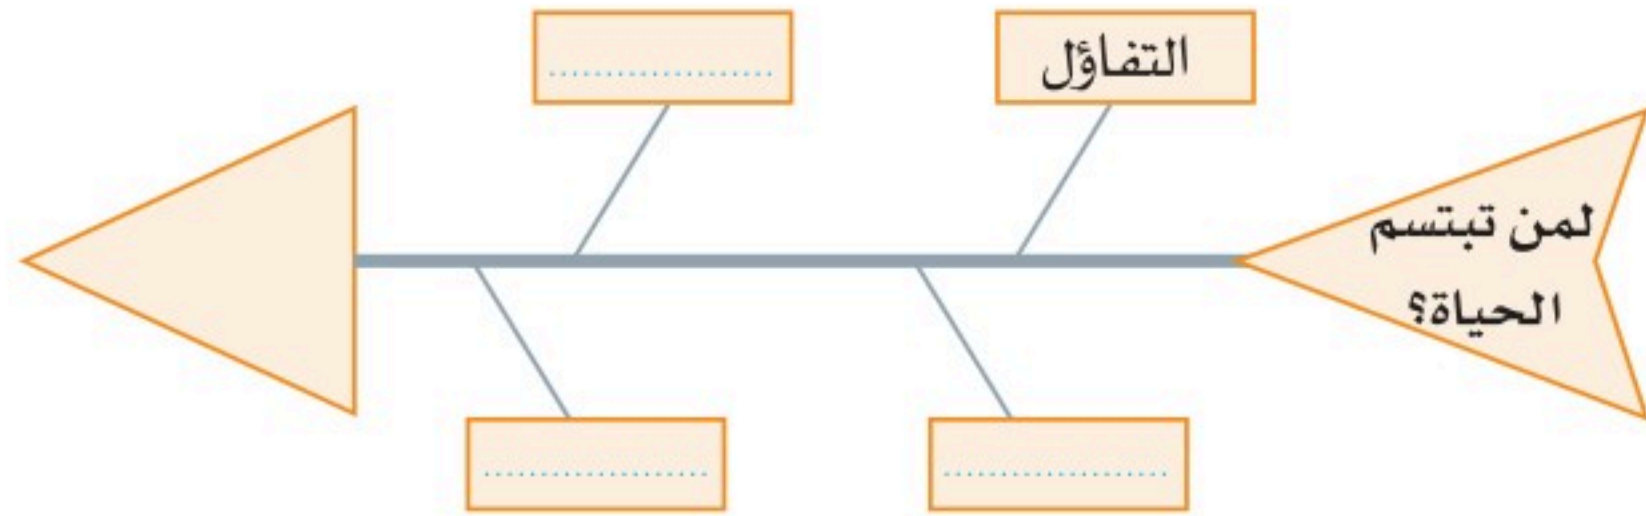 التفاؤل
لمن تبتسم
الحياة؟